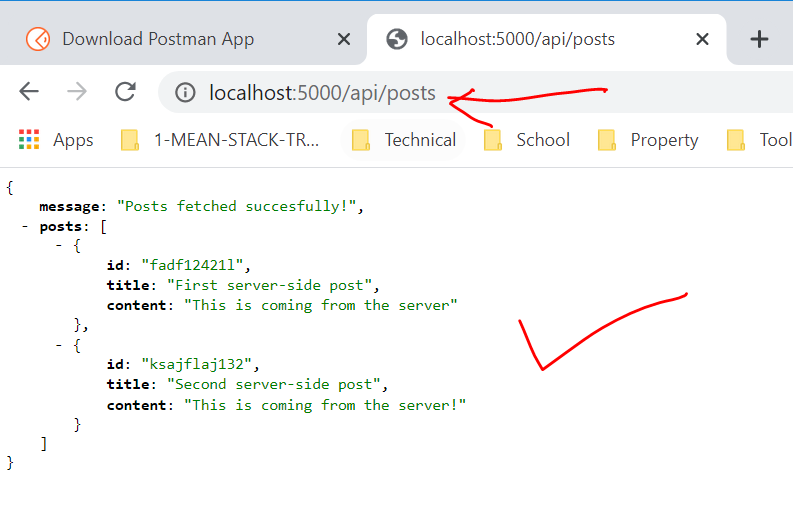 Download Postman App
localhost:5000/api/posts
localhost:5000/api/posts
Apps 1-MEAN-STACK-TR... Technical School Property Tool
{
message: "Posts fetched succesfully!",
- posts: [
- {
id: "fadf12421l",
title: "First server-side post",
content: "This is coming from the server"
},
- {
id: "ksajflaj132",
title: "Second server-side post",
content: "This is coming from the server!"
}
]
}